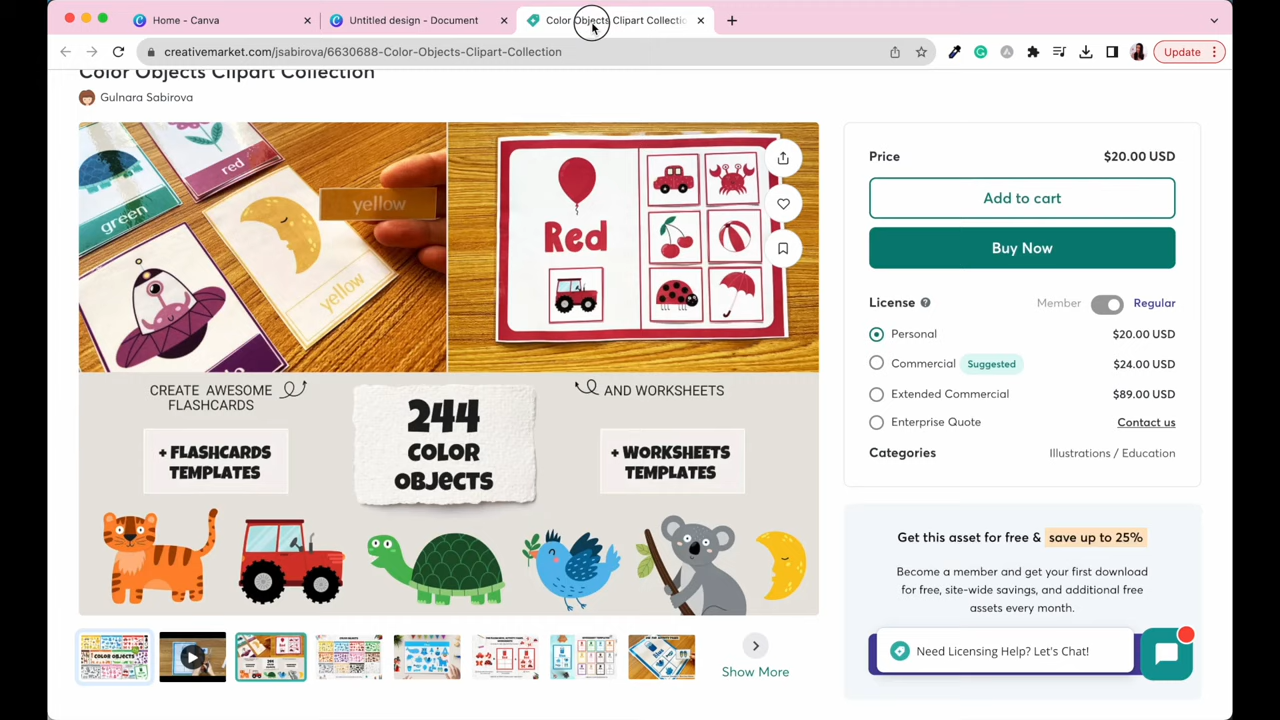 Home - Canva
Untitled design - Document
Color Objects Clipart Collectio
creativemarket.com/jsabirova/6630688-Color-Objects-Clipart-Collection
Update
Color Objects Clipart Collection
Gulnara Sabirova
green
red
yellow
yellow
Red
CREATE AWESOME
FLASHCARDS
AND WORKSHEETS
244
COLOR
OBJECTS
+ FLASHCARDS
TEMPLATES
+ WORKSHEETS
TEMPLATES
Show More
Price $20.00 USD
Add to cart
Buy Now
License ? Member Regular
Personal $20.00 USD
Commercial Suggested $24.00 USD
Extended Commercial $89.00 USD
Enterprise Quote Contact us
Categories Illustrations / Education
Get this asset for free & save up to 25%
Become a member and get your first download
for free, site-wide savings, and additional free
assets every month.
Need Licensing Help? Let's Chat!